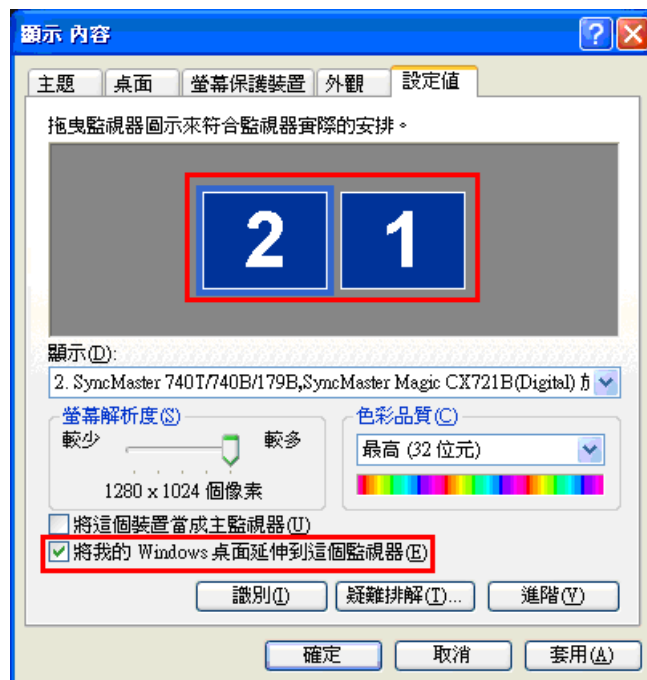 顯示 內容
主題 桌面 螢幕保護裝置 外觀 設定值
拖曳監視器圖示來符合監視器實際的安排。
2 1
顯示(D):
2. SyncMaster 740T/740B/179B,SyncMaster Magic CX721B(Digital)
螢幕解析度(S) 色彩品質(C)
較少 較多 最高 (32 位元)
1280 x 1024 個像素
將這個裝置當成主監視器(U)
將我的 Windows 桌面延伸到這個監視器(E)
識別(I) 疑難排解(T)... 進階(V)
確定 取消 套用(A)